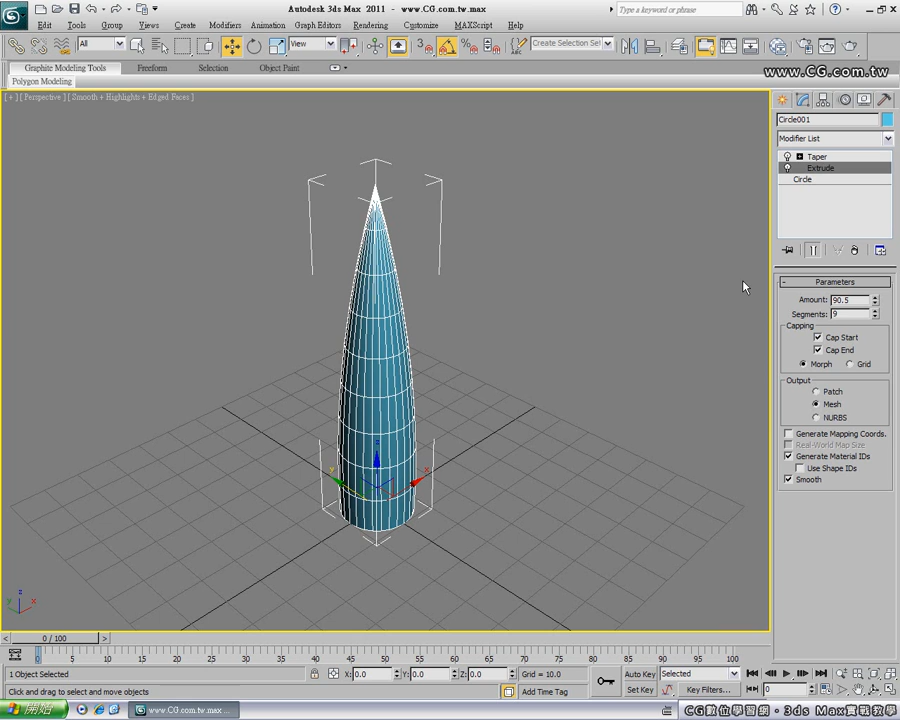 Autodesk 3ds Max 2011 - www.CG.com.tw.max
Type a keyword or phrase
Edit Tools Group Views Create Modifiers Animation Graph Editors Rendering Customize MAXScript Help
All View 3 Create Selection Se
Graphite Modeling Tools Freeform Selection Object Paint
Polygon Modeling
www.CG.com.tw
[ + ] [ Perspective ] [ Smooth + Highlights + Edged Faces ]
Circle001
Modifier List
Taper
Extrude
Circle
Parameters
Amount: 90.5
Segments: 9
Capping
Cap Start
Cap End
Morph Grid
Output
Patch
Mesh
NURBS
Generate Mapping Coords.
Real-World Map Size
Generate Material IDs
Use Shape IDs
Smooth
z
y x
z
y x
0 / 100
0 5 10 15 20 25 30 35 40 45 50 55 60 65 70 75 80 85 90 95 100
1 Object Selected X: 0.0 Y: 0.0 Z: 0.0 Grid = 10.0 Auto Key Selected
Click and drag to select and move objects Add Time Tag Set Key Key Filters... 0
開始 www.CG.com.tw.max ... CG數位學習網・3ds Max實戰教學